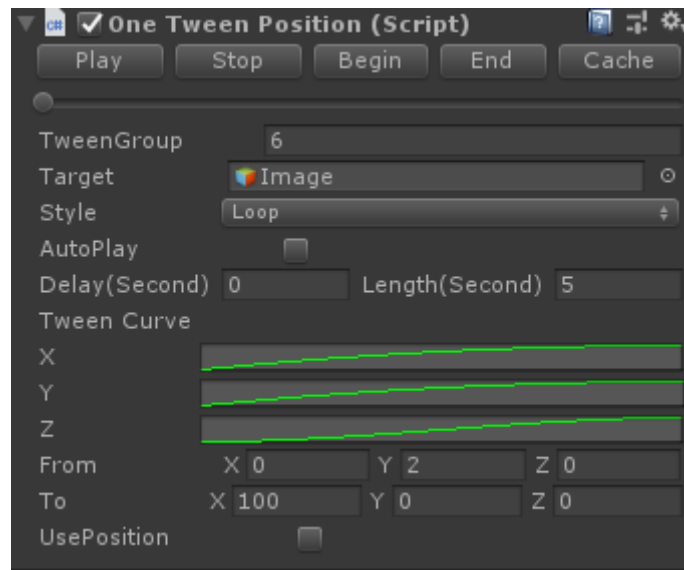 One Tween Position (Script)
Play Stop Begin End Cache
TweenGroup 6
Target Image
Style Loop
AutoPlay
Delay(Second) 0 Length(Second) 5
Tween Curve
X
Y
Z
From X 0 Y 2 Z 0
To X 100 Y 0 Z 0
UsePosition